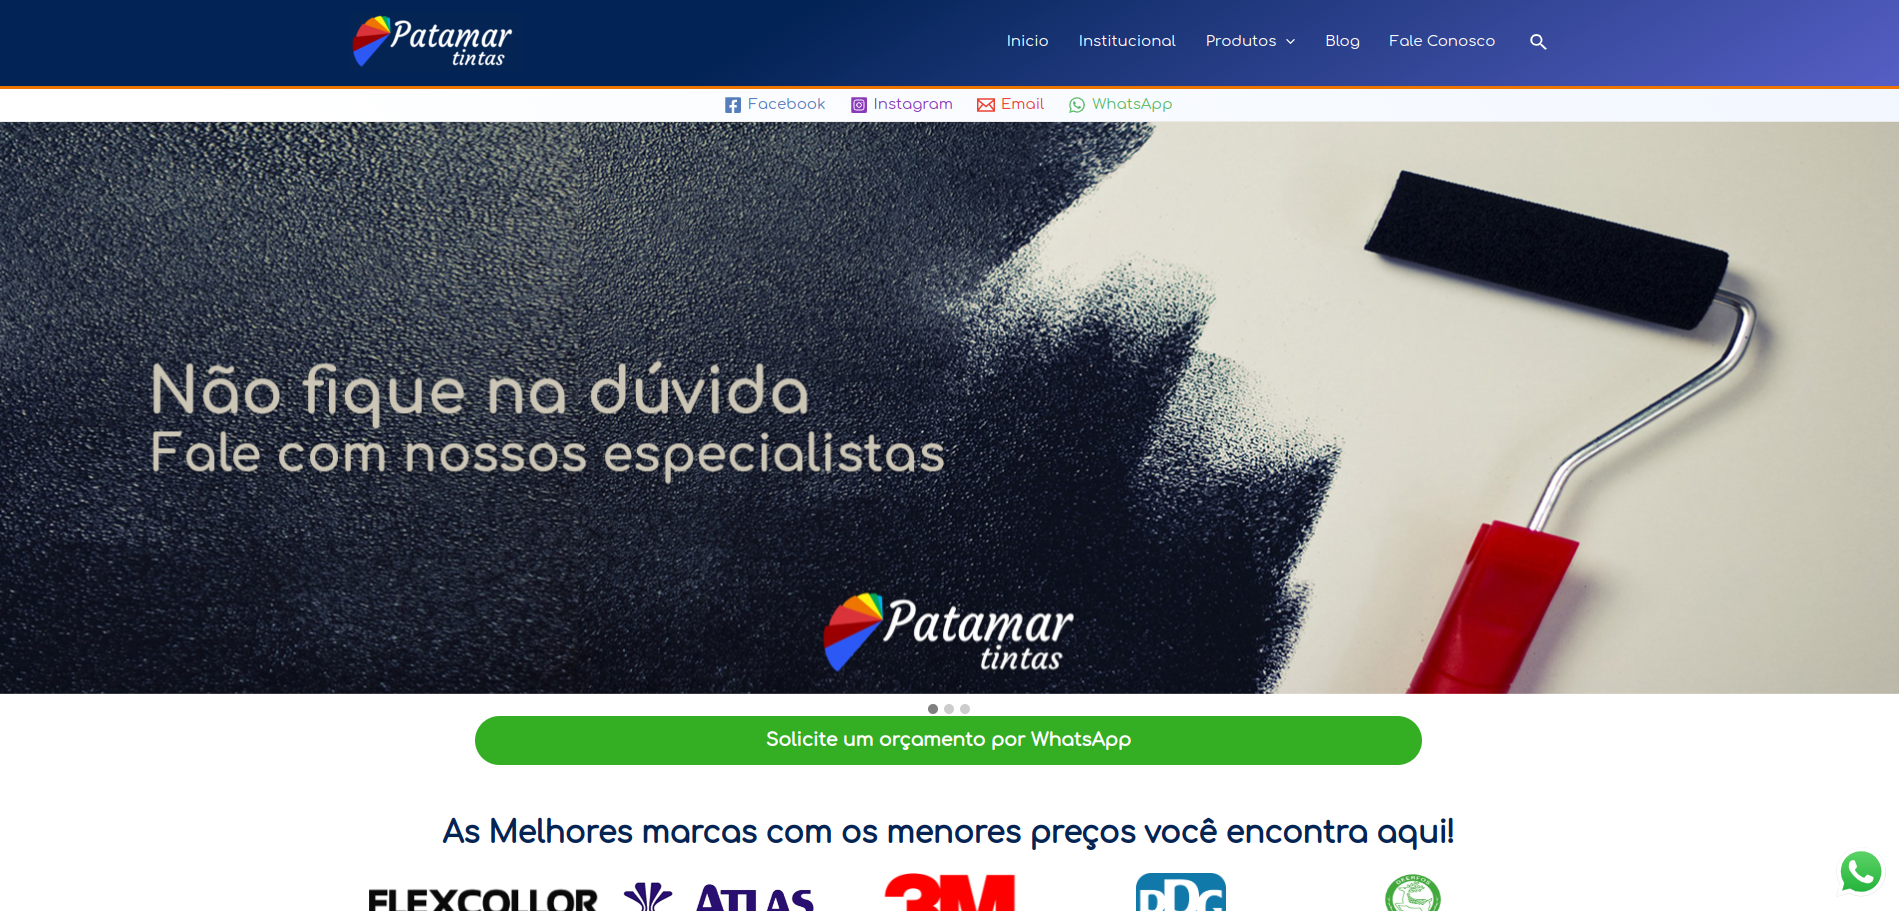 Patamar
tintas
Inicio Institucional Produtos Blog Fale Conosco
Facebook Instagram Email WhatsApp
Não fique na dúvida
Fale com nossos especialistas
Patamar
tintas
Solicite um orçamento por WhatsApp
As Melhores marcas com os menores preços você encontra aqui!
FLEXCOLLOR ATLAS 3M